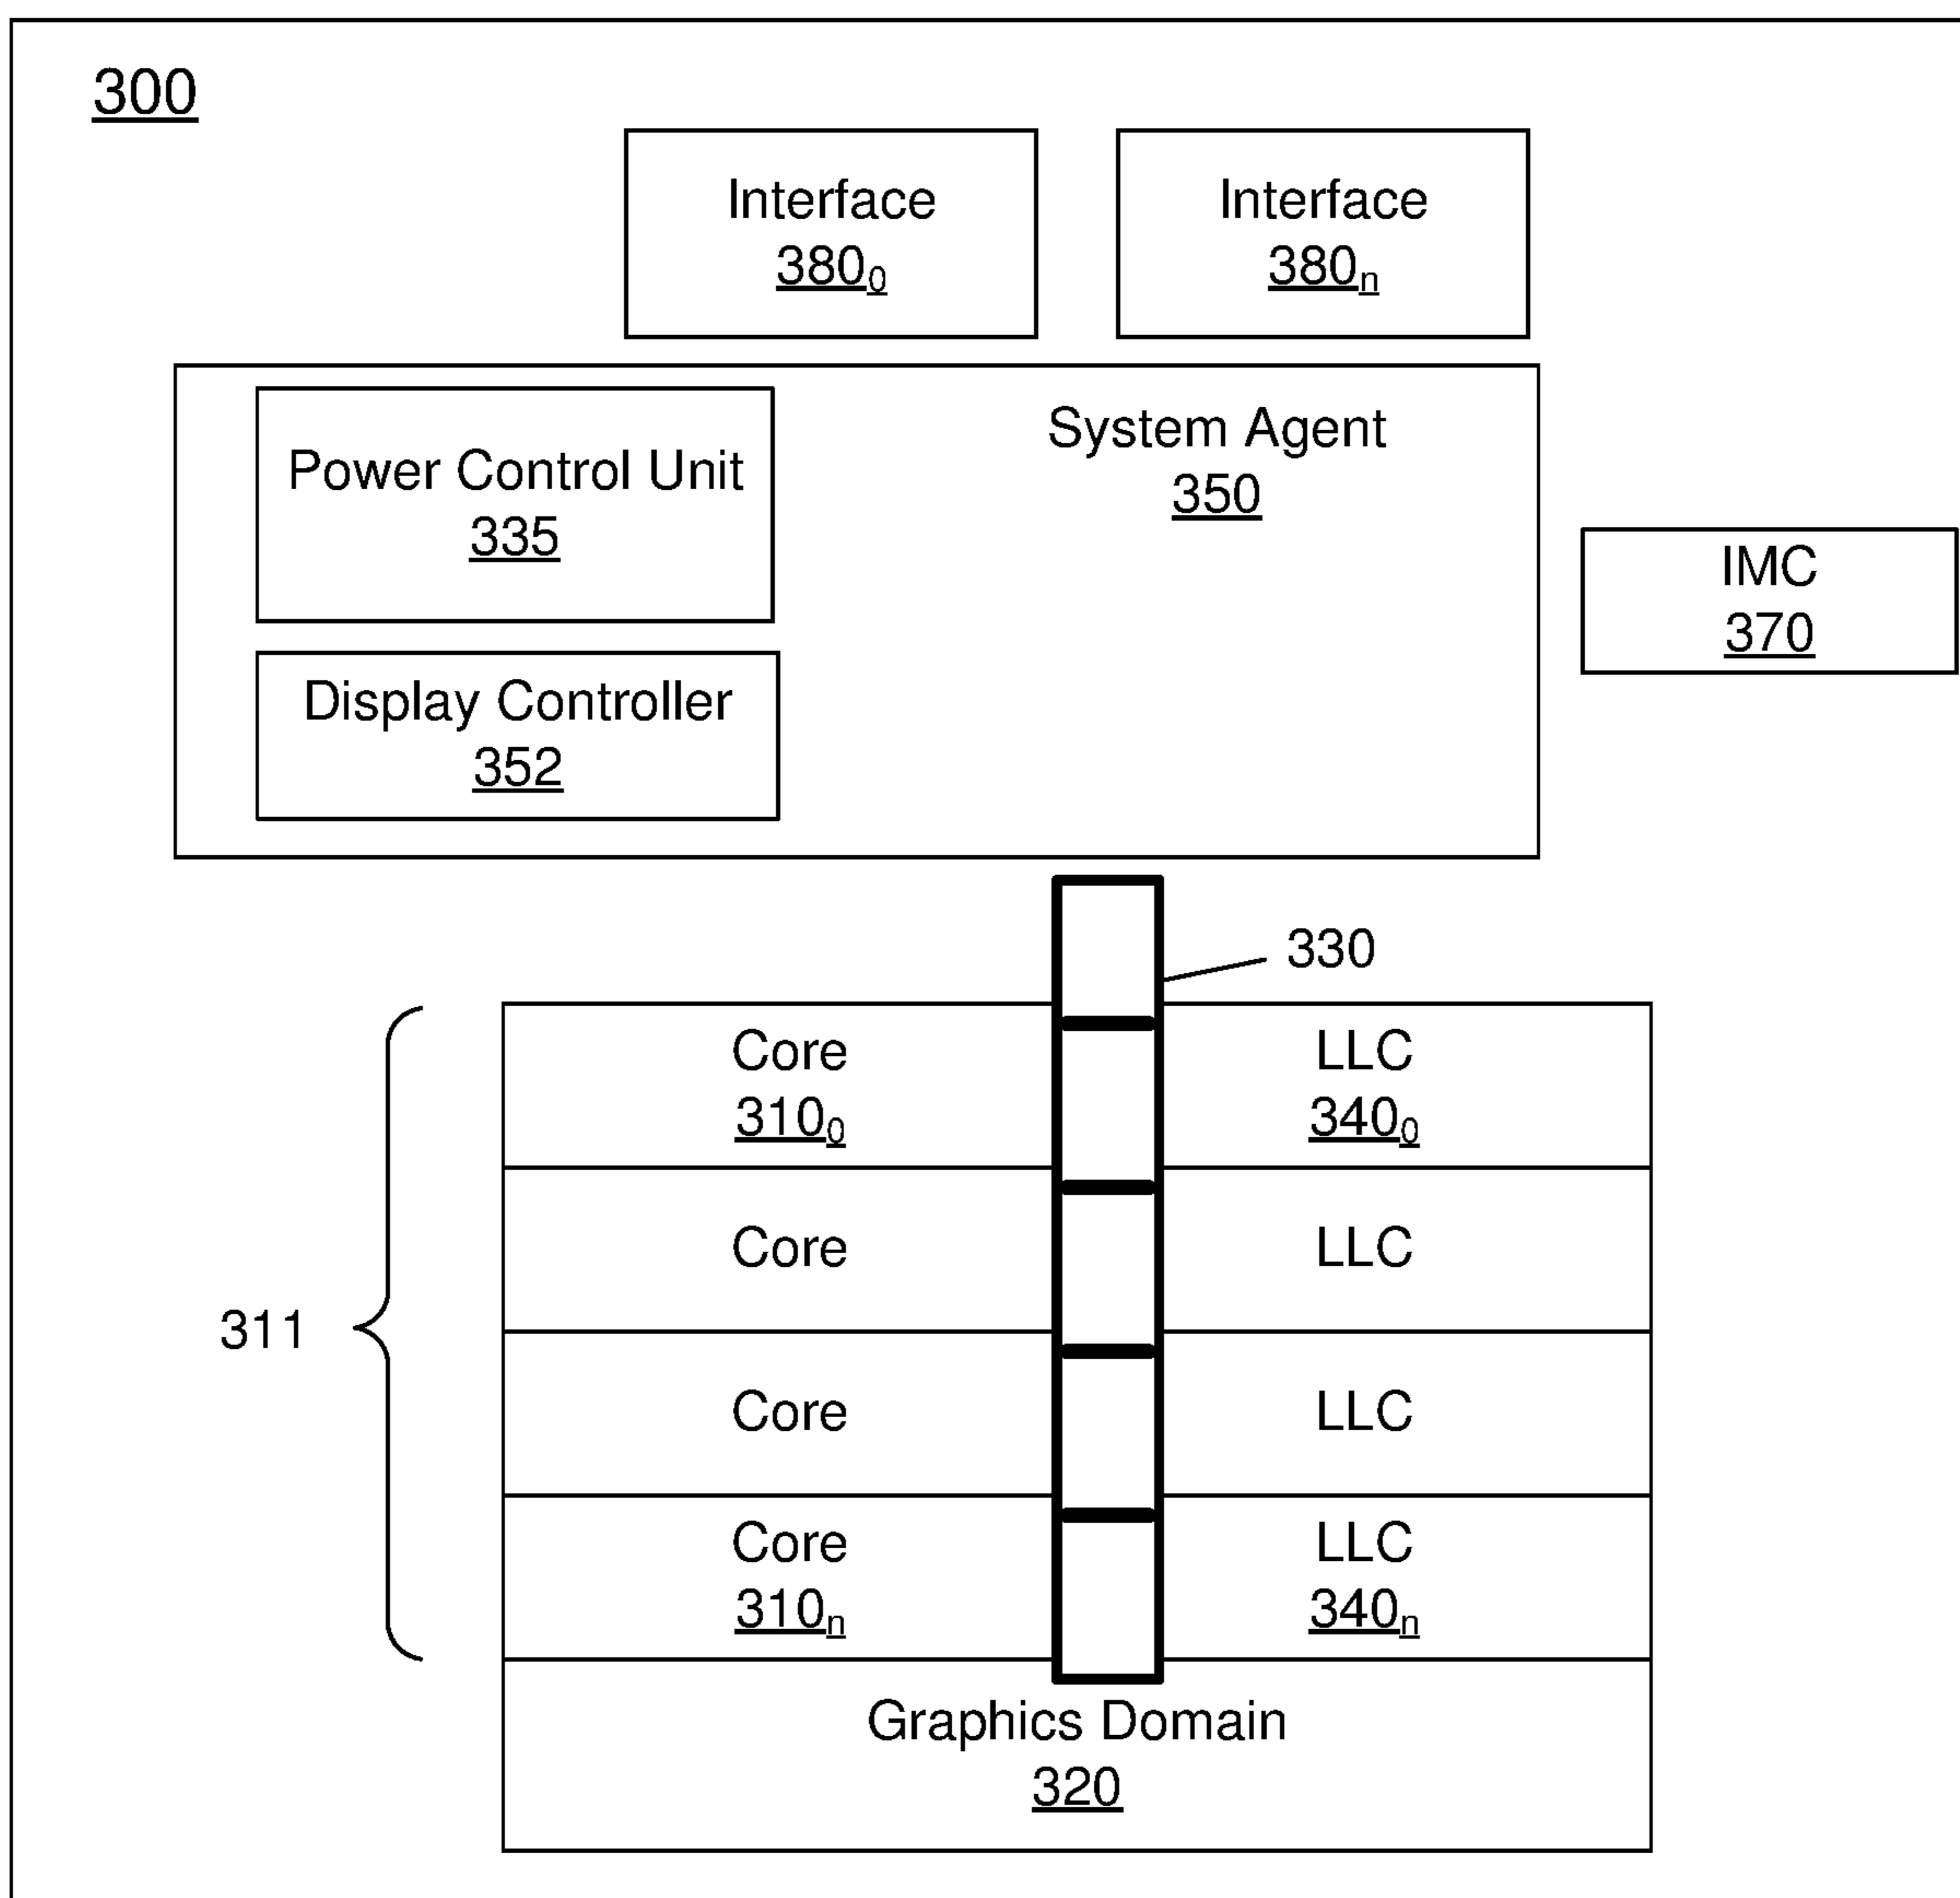 300
Interface
380₀
Interface
380ₙ
System Agent
350
Power Control Unit
335
Display Controller
352
IMC
370
330
311
Core
310₀
LLC
340₀
Core
LLC
Core
LLC
Core
310ₙ
LLC
340ₙ
Graphics Domain
320